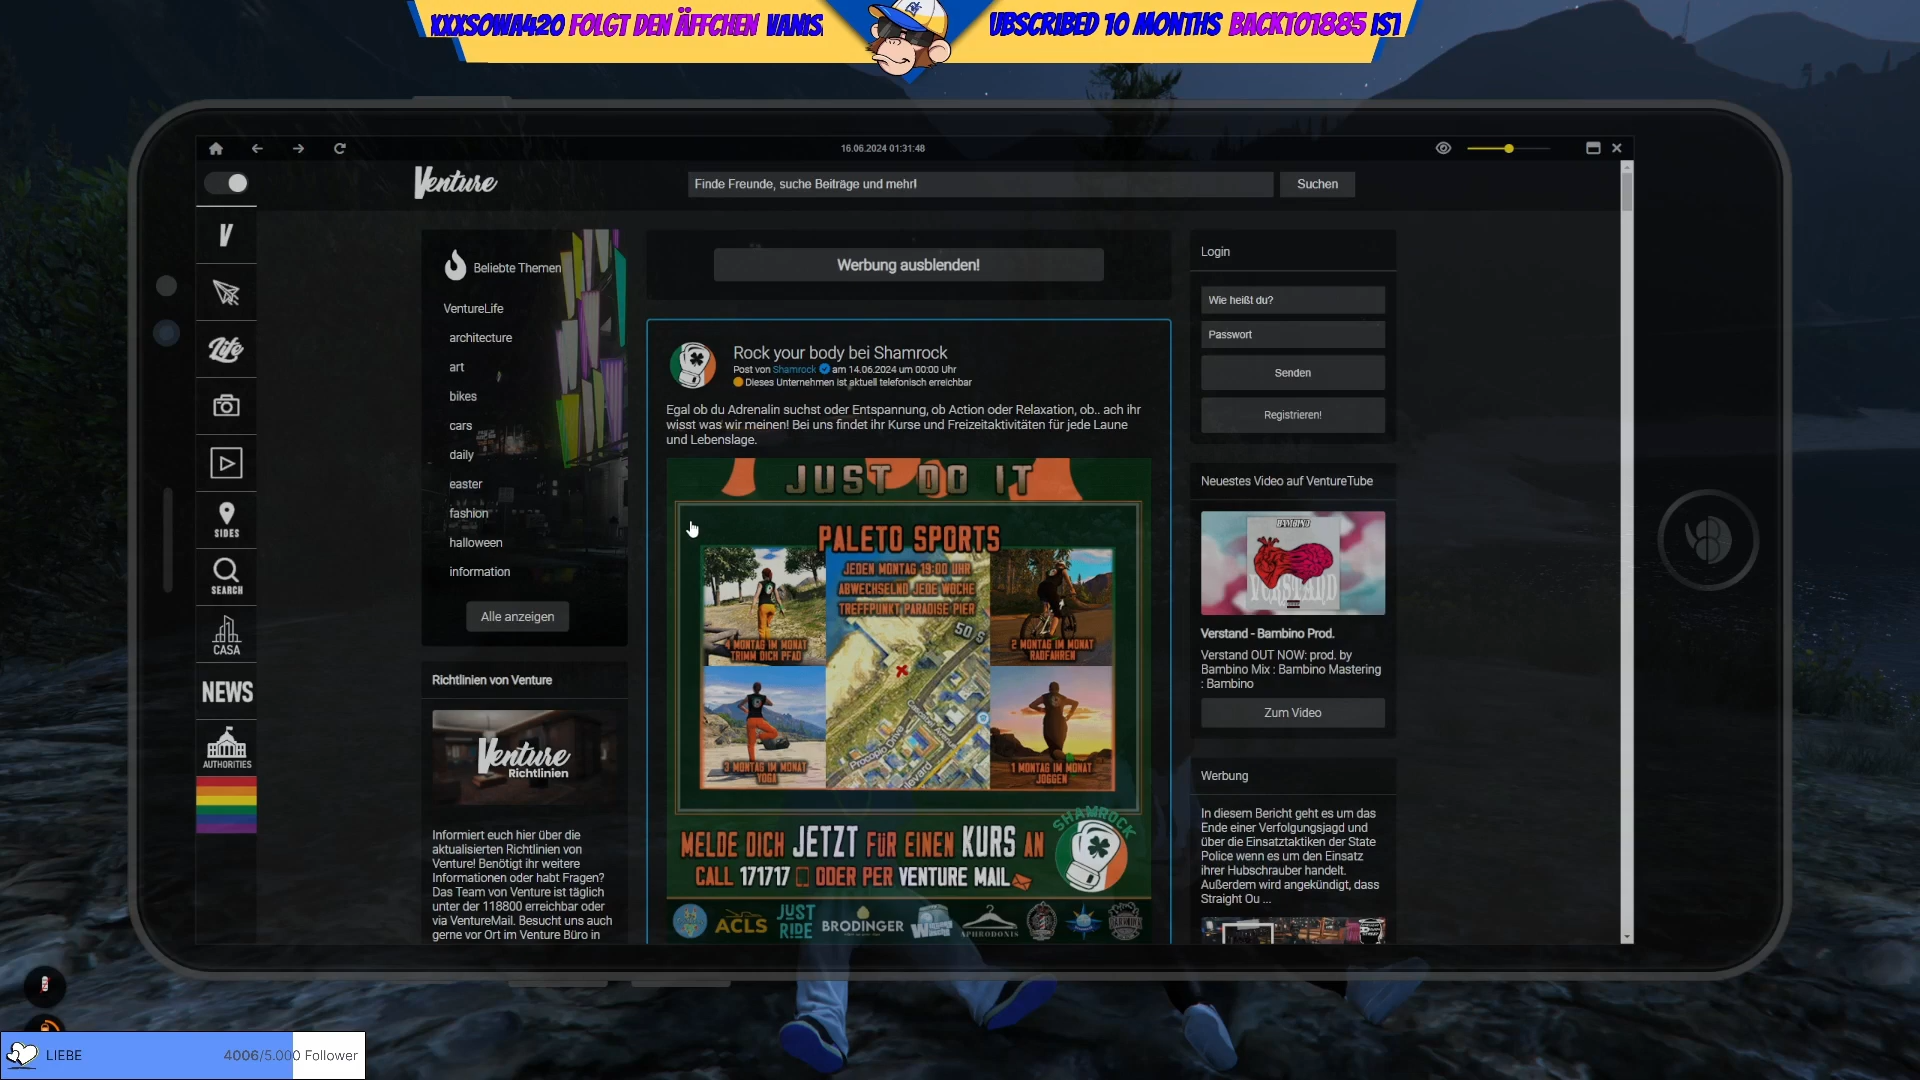 XXXSOWA420 FOLGT DEN ÄFFCHEN VANIS
UBSCRIBED 10 MONTHS BACKTO1885 IST
16.06.2024 01:31:48
Venture
Finde Freunde, suche Beiträge und mehr!
Suchen
V
Life
SIDES
SEARCH
CASA
NEWS
AUTHORITIES
Beliebte Themen
VentureLife
architecture
art
bikes
cars
daily
easter
fashion
halloween
information
Alle anzeigen
Richtlinien von Venture
Venture
Richtlinien
Informiert euch hier über die
aktualisierten Richtlinien von
Venture! Benötigt ihr weitere
Informationen oder habt Fragen?
Das Team von Venture ist täglich
unter der 118800 erreichbar oder
via VentureMail. Besucht uns auch
gerne vor Ort im Venture Büro in
Werbung ausblenden!
Rock your body bei Shamrock
Post von Shamrock am 14.06.2024 um 00:00 Uhr
Dieses Unternehmen ist aktuell telefonisch erreichbar
Egal ob du Adrenalin suchst oder Entspannung, ob Action oder Relaxation, ob.. ach ihr
wisst was wir meinen! Bei uns findet ihr Kurse und Freizeitaktivitäten für jede Laune
und Lebenslage.
JUST DO IT
PALETO SPORTS
JEDEN MONTAG 19:00 UHR
ABWECHSELND JEDE WOCHE
TREFFPUNKT PARADISE PIER
50 $
4 MONTAG IM MONAT
TRIMM DICH PFAD
2 MONTAG IM MONAT
RADFAHREN
3 MONTAG IM MONAT
YOGA
1 MONTAG IM MONAT
JOGGEN
Procopio Drive
SHAMROCK
MELDE DICH JETZT FÜR EINEN KURS AN
CALL 171717 ODER PER VENTURE MAIL
ACLS
JUST
RIDE
BRODINGER
APHRODONIS
Login
Wie heißt du?
Passwort
Senden
Registrieren!
Neuestes Video auf VentureTube
BAMBINO
VERSTAND
Verstand - Bambino Prod.
Verstand OUT NOW: prod. by
Bambino Mix : Bambino Mastering
: Bambino
Zum Video
Werbung
In diesem Bericht geht es um das
Ende einer Verfolgungsjagd und
über die Einsatztaktiken der State
Police wenn es um den Einsatz
ihrer Hubschrauber handelt.
Außerdem wird angekündigt, dass
Straight Ou ...
LIEBE
4006/5.000 Follower